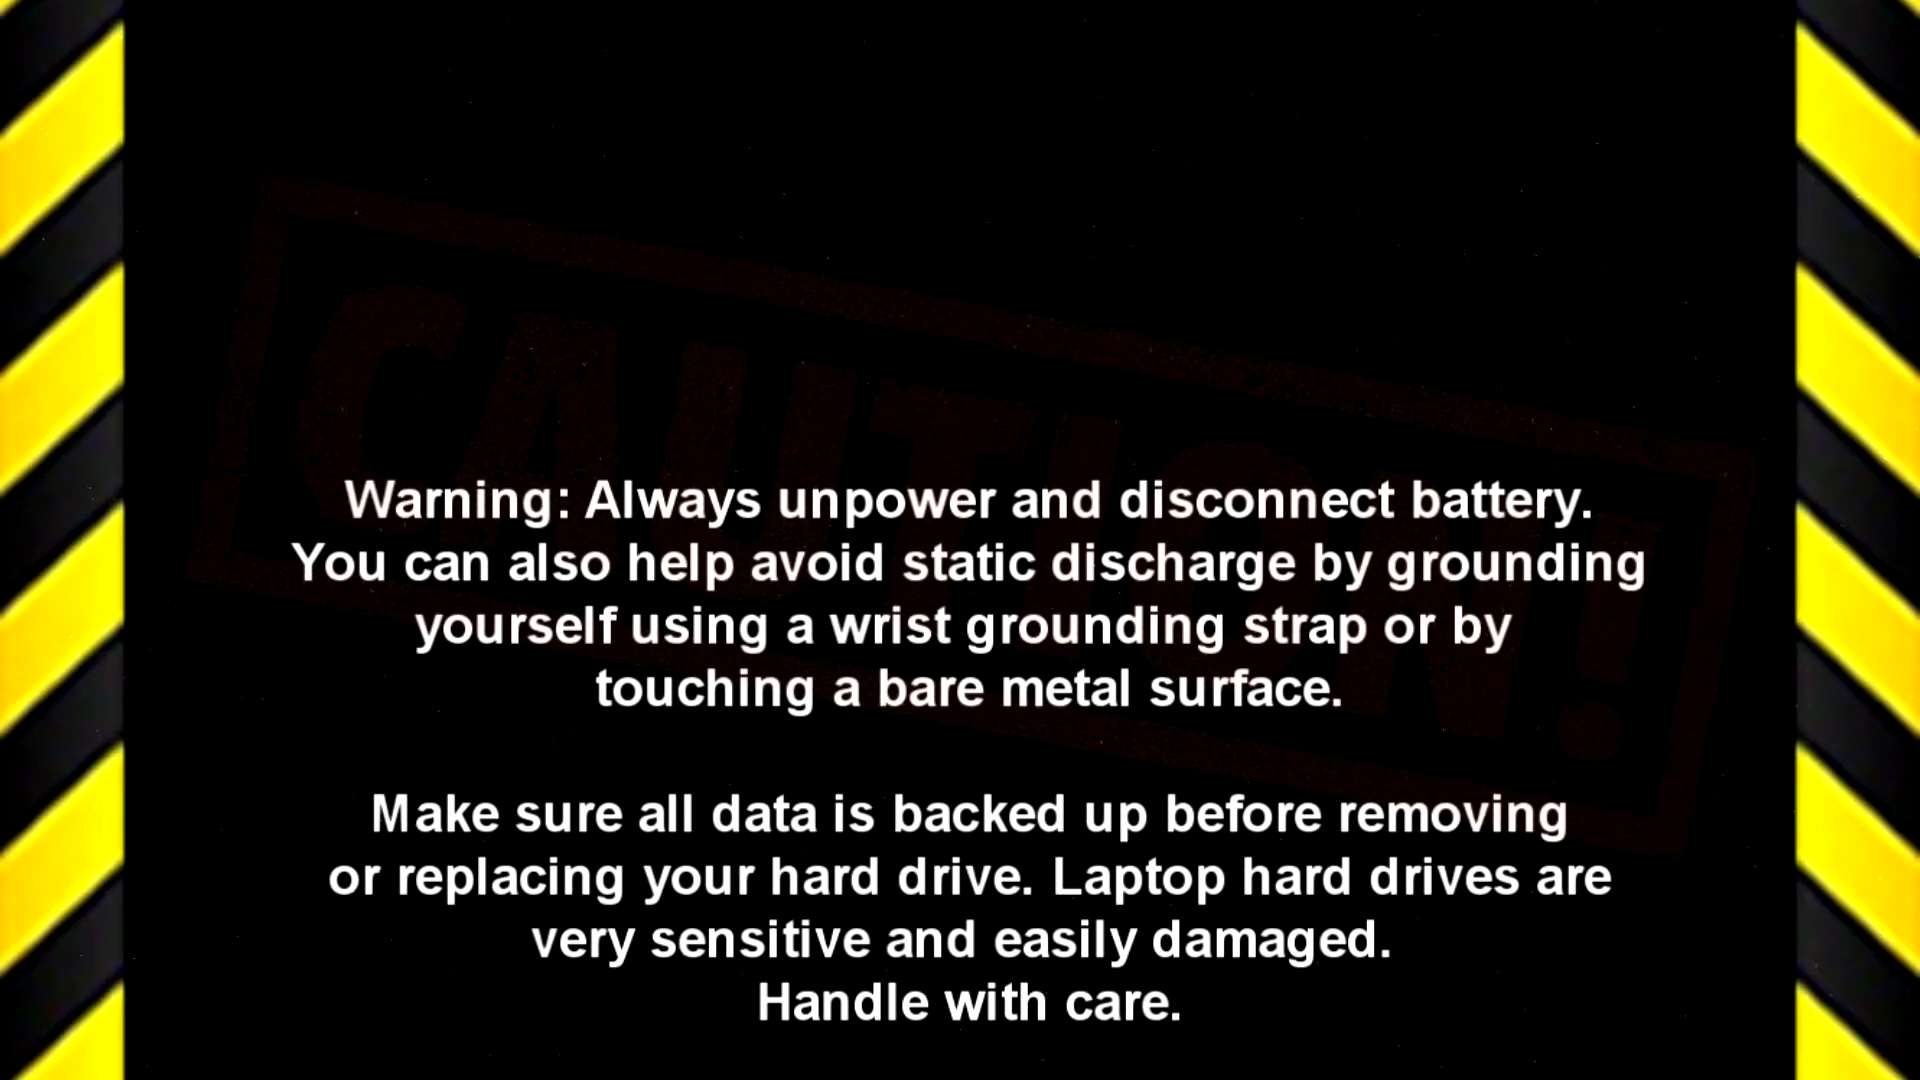 CAUTION!
Warning: Always unpower and disconnect battery.
You can also help avoid static discharge by grounding
yourself using a wrist grounding strap or by
touching a bare metal surface.
Make sure all data is backed up before removing
or replacing your hard drive. Laptop hard drives are
very sensitive and easily damaged.
Handle with care.